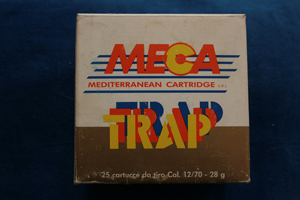 MECA
MEDITERRANEAN CARTRIDGE s.r.l.
TRAP
TRAP
25 cartucce da tiro Cal. 12/70 - 28 g